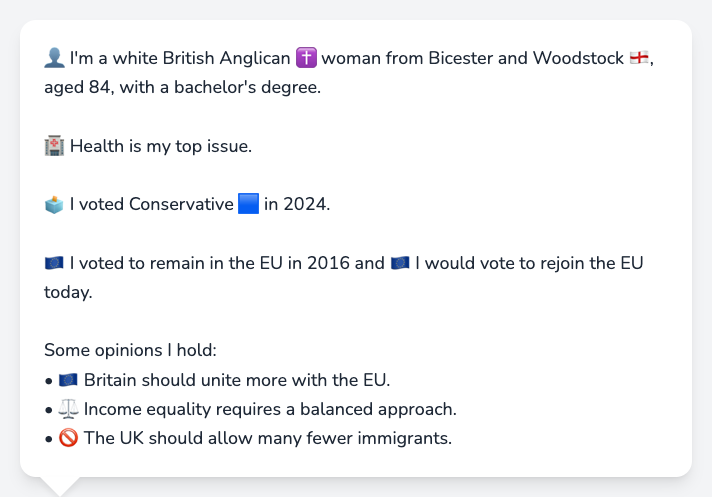 👤 I'm a white British Anglican ✝️ woman from Bicester and Woodstock 🏴󠁧󠁢󠁥󠁮󠁧󠁿,
aged 84, with a bachelor's degree.
🏥 Health is my top issue.
🗳️ I voted Conservative 🟦 in 2024.
🇪🇺 I voted to remain in the EU in 2016 and 🇪🇺 I would vote to rejoin the EU
today.
Some opinions I hold:
• 🇪🇺 Britain should unite more with the EU.
• ⚖️ Income equality requires a balanced approach.
• 🚫 The UK should allow many fewer immigrants.